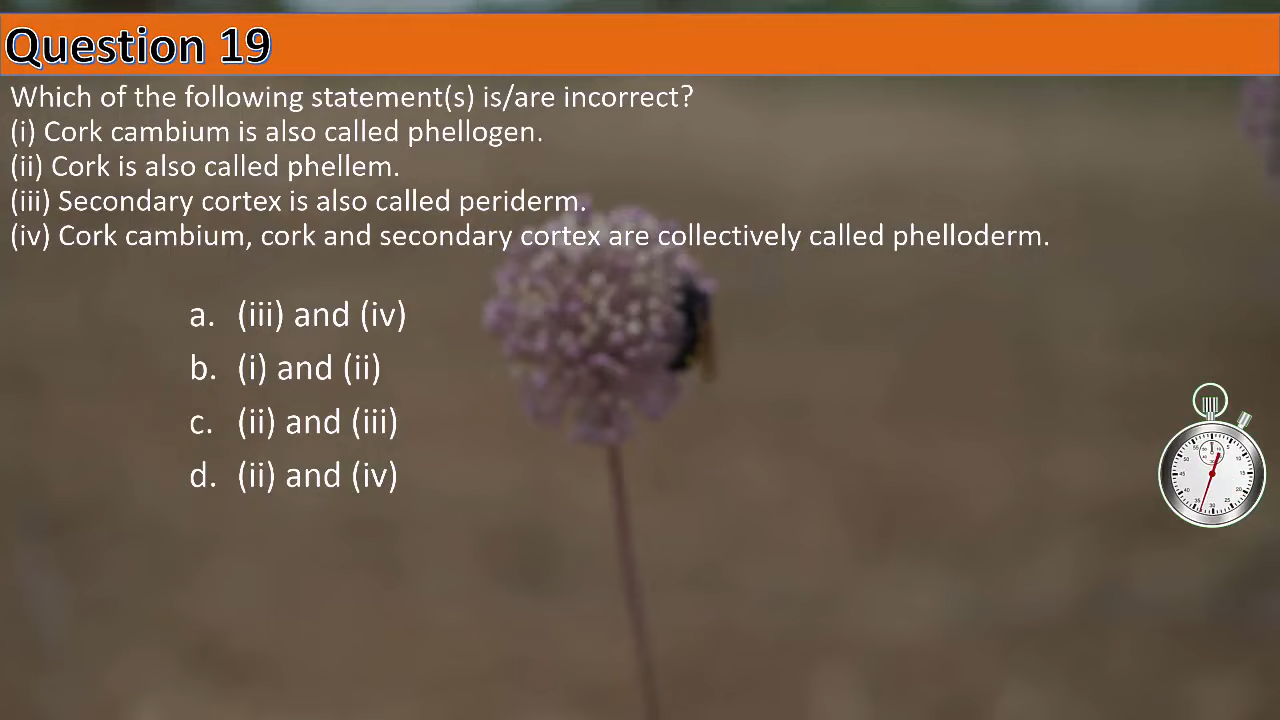 Question 19
Which of the following statement(s) is/are incorrect?
(i) Cork cambium is also called phellogen.
(ii) Cork is also called phellem.
(iii) Secondary cortex is also called periderm.
(iv) Cork cambium, cork and secondary cortex are collectively called phelloderm.
a. (iii) and (iv)
b. (i) and (ii)
c. (ii) and (iii)
d. (ii) and (iv)